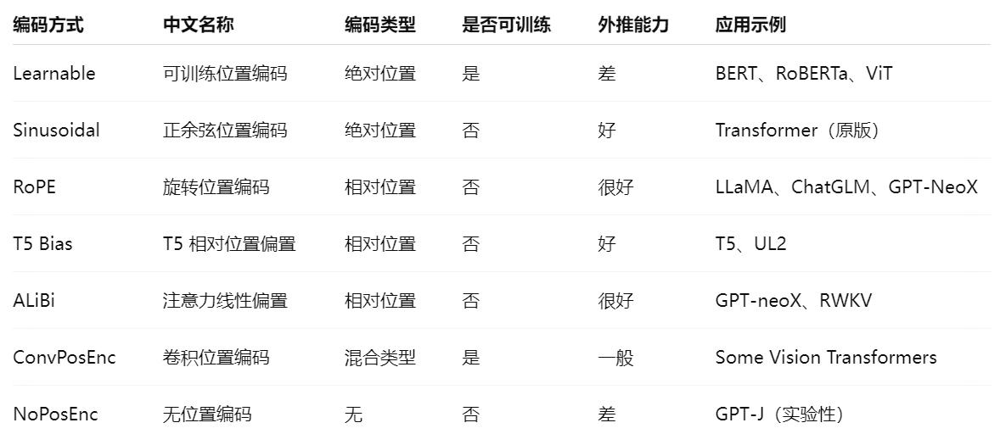 编码方式 中文名称 编码类型 是否可训练 外推能力 应用示例
Learnable 可训练位置编码 绝对位置 是 差 BERT、RoBERTa、ViT
Sinusoidal 正余弦位置编码 绝对位置 否 好 Transformer（原版）
RoPE 旋转位置编码 相对位置 否 很好 LLaMA、ChatGLM、GPT-NeoX
T5 Bias T5 相对位置偏置 相对位置 否 好 T5、UL2
ALiBi 注意力线性偏置 相对位置 否 很好 GPT-neoX、RWKV
ConvPosEnc 卷积位置编码 混合类型 是 一般 Some Vision Transformers
NoPosEnc 无位置编码 无 否 差 GPT-J（实验性）